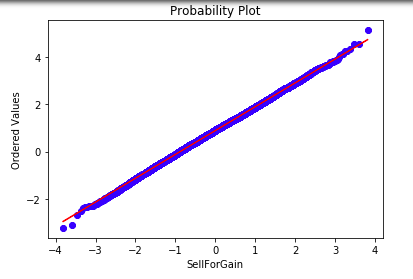 Probability Plot
Ordered Values
4
2
0
−2
−4 −3 −2 −1 0 1 2 3 4
SellForGain